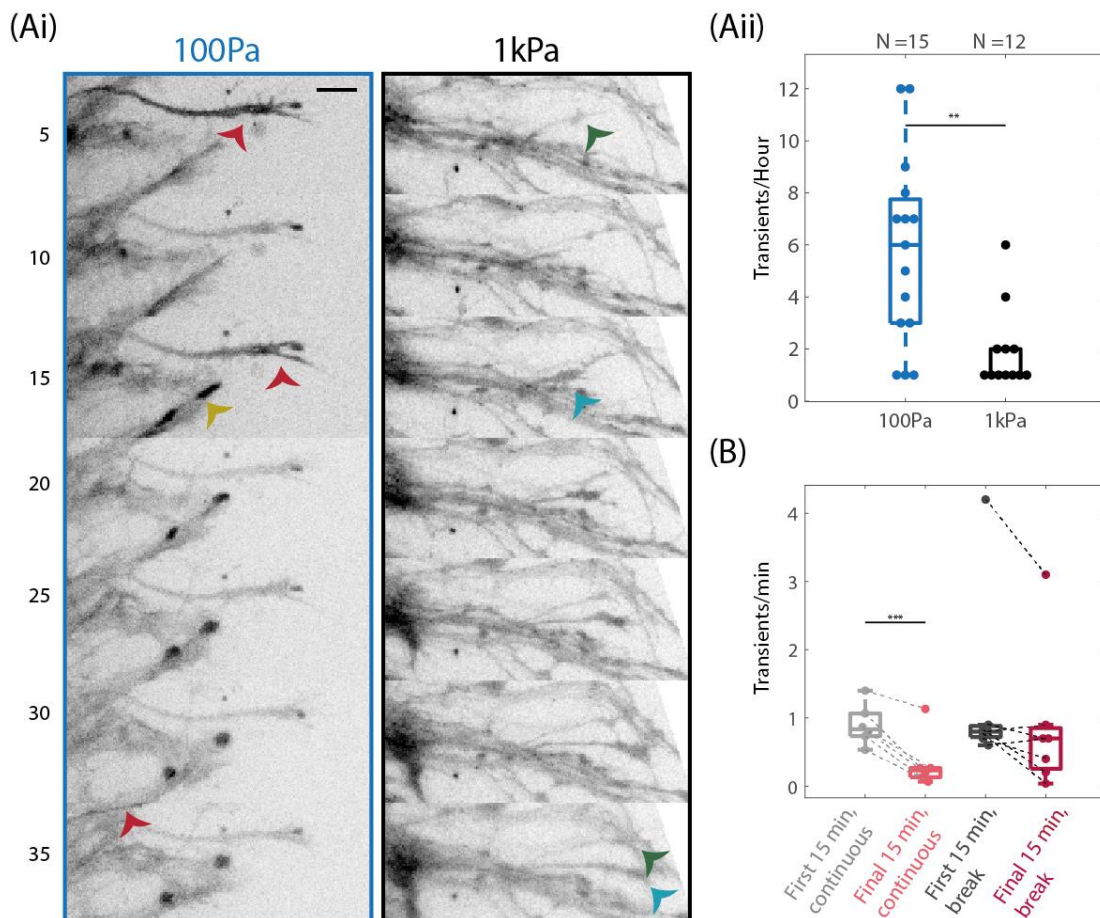 (Ai)
100Pa
1kPa
5
10
15
20
25
30
35
(Aii)
N =15
N =12
**
Transients/Hour
12
10
8
6
4
2
0
100Pa
1kPa
(B)
***
Transients/min
4
3
2
1
0
First 15 min,
continuous
Final 15 min,
continuous
First 15 min,
break
Final 15 min,
break